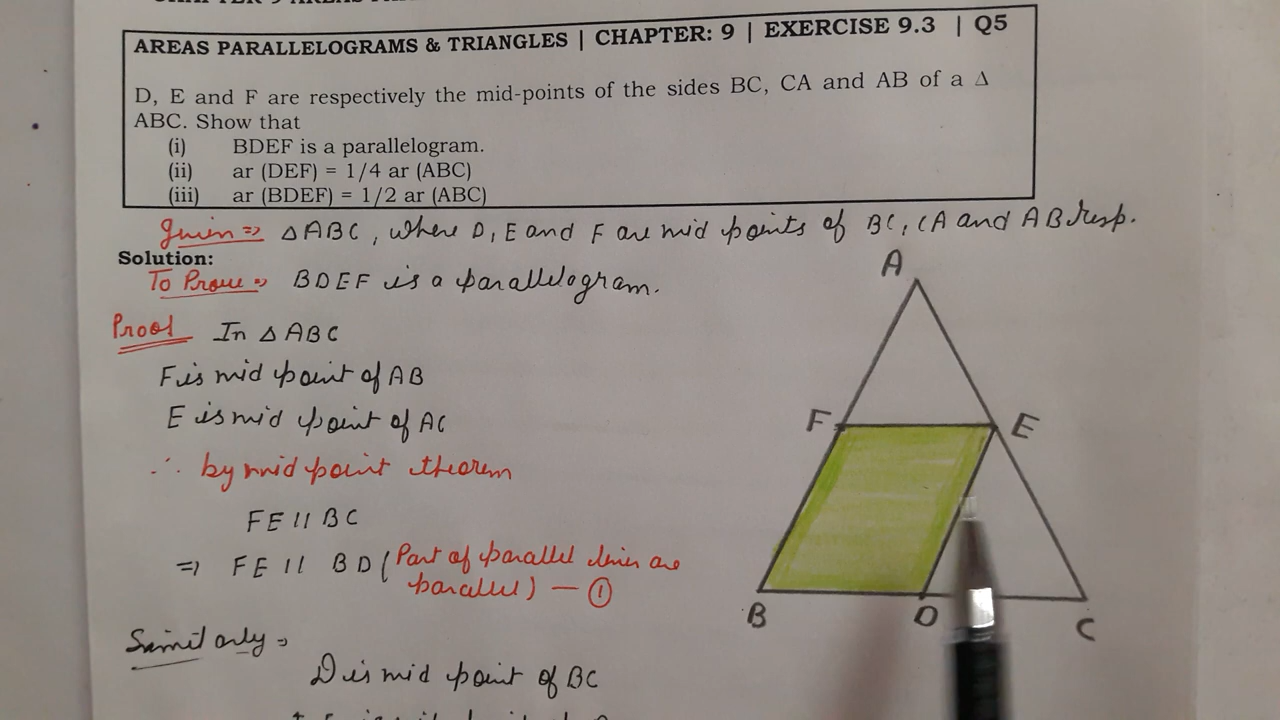 AREAS PARALLELOGRAMS & TRIANGLES | CHAPTER: 9 | EXERCISE 9.3 | Q5
D, E and F are respectively the mid-points of the sides BC, CA and AB of a Δ
ABC. Show that
(i) BDEF is a parallelogram.
(ii) ar (DEF) = 1/4 ar (ABC)
(iii) ar (BDEF) = 1/2 ar (ABC)
Given ⇒ ΔABC, where D, E and F are mid points of BC, CA and AB resp.
Solution:
To Prove ⇒ BDEF is a parallelogram.
Proof In ΔABC
F is mid point of AB
E is mid point of AC
∴ by mid point theorem
FE || BC
⇒ FE || BD (Part of parallel lines are
parallel) — ①
Similarly,
D is mid point of BC
A
F
E
B
D
C